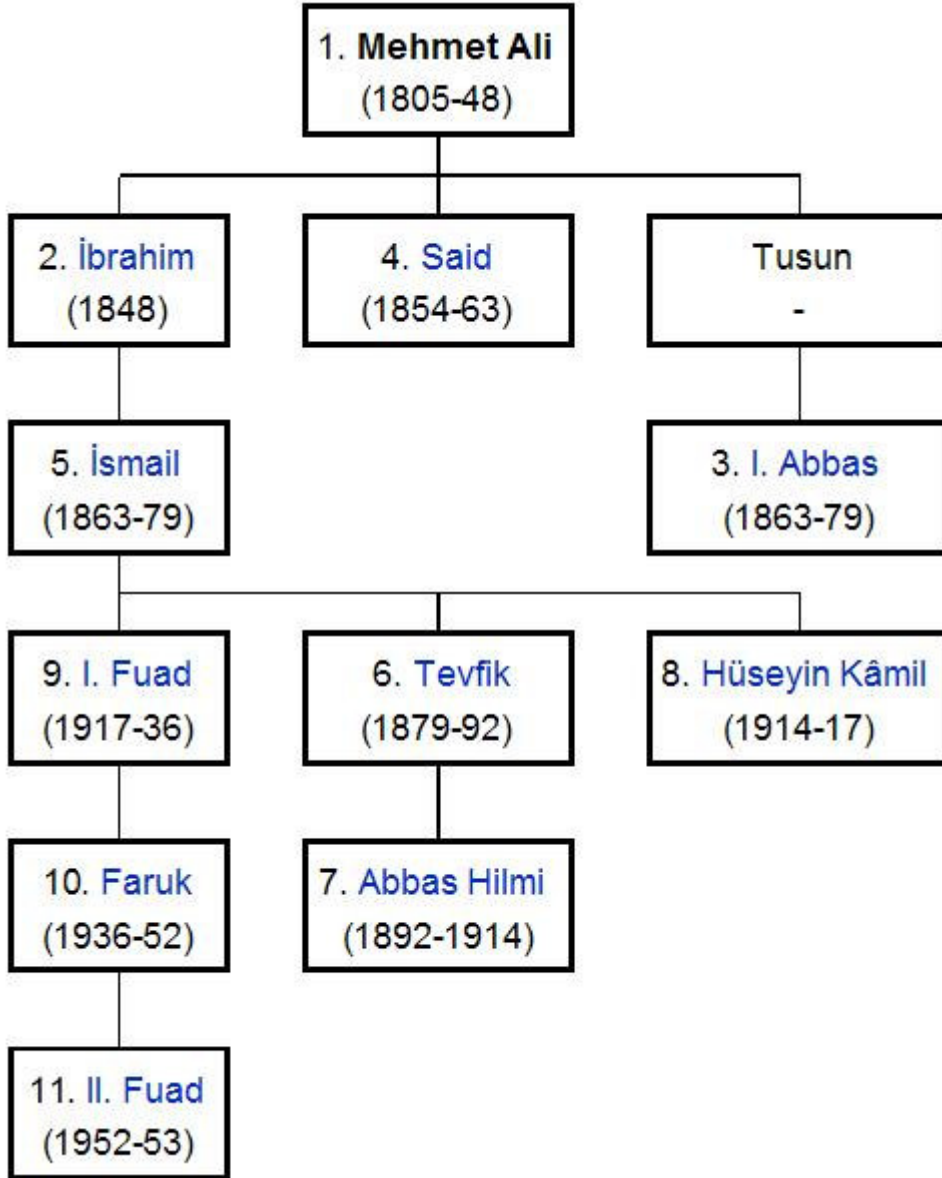 1. Mehmet Ali
(1805-48)
2. İbrahim
(1848)
4. Said
(1854-63)
Tusun
-
5. İsmail
(1863-79)
3. I. Abbas
(1863-79)
9. I. Fuad
(1917-36)
6. Tevfik
(1879-92)
8. Hüseyin Kâmil
(1914-17)
10. Faruk
(1936-52)
7. Abbas Hilmi
(1892-1914)
11. II. Fuad
(1952-53)